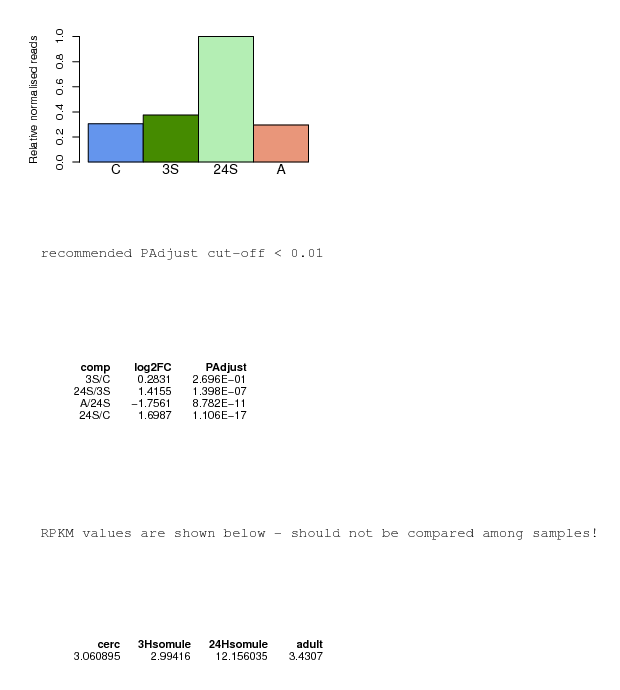 Relative normalised reads
1.0
0.8
0.6
0.4
0.2
0.0
C 3S 24S A
recommended PAdjust cut-off < 0.01
comp log2FC PAdjust
3S/C 0.2831 2.696E−01
24S/3S 1.4155 1.398E−07
A/24S −1.7561 8.782E−11
24S/C 1.6987 1.106E−17
RPKM values are shown below - should not be compared among samples!
cerc 3Hsomule 24Hsomule adult
3.060895 2.99416 12.156035 3.4307